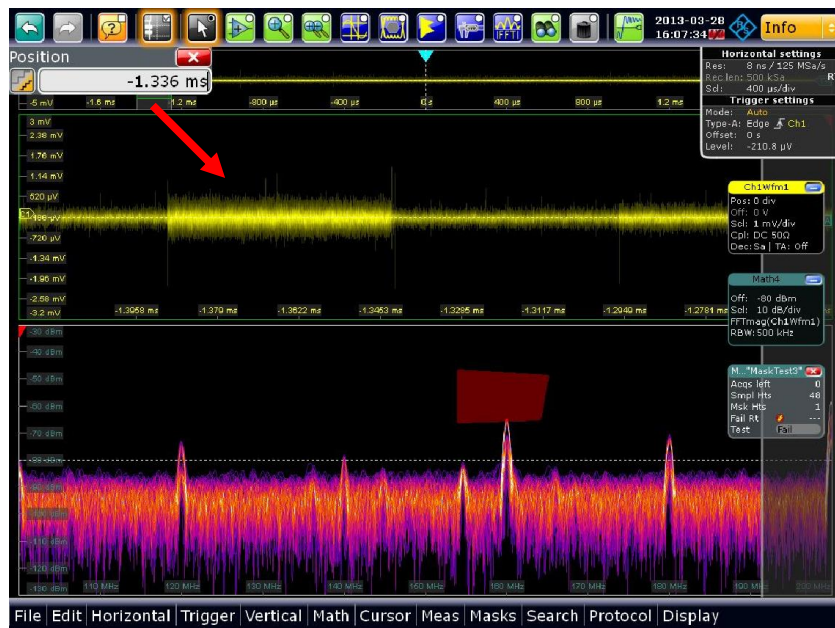 2013-03-28
16:07:34
Info
Position
-1.336 ms
Horizontal settings
Res: 8 ns / 125 MSa/s
Rec len: 500 kSa
Scl: 400 µs/div
Trigger settings
Mode: Auto
Type-A: Edge Ch1
Offset: 0 s
Level: -210.8 µV
-5 mV -1.6 ms -1.2 ms -800 µs -400 µs 0 s 400 µs 800 µs 1.2 ms
3 mV
2.38 mV
1.76 mV
1.14 mV
520 µV
-720 µV
-1.34 mV
-1.96 mV
-2.58 mV
-3.2 mV
-1.3958 ms -1.379 ms -1.3622 ms -1.3453 ms -1.3285 ms -1.3117 ms -1.2949 ms -1.2781 ms
Ch1Wfm1
Pos: 0 div
Off: 0 V
Scl: 1 mV/div
Cpl: DC 50Ω
Dec: Sa | TA: Off
Math4
Off: -80 dBm
Scl: 10 dB/div
FFTmag(Ch1Wfm1)
RBW: 500 kHz
M..."MaskTest3"
Acqs left 0
Smpl Hts 48
Msk Hts 1
Fail Rt ---
Test Fail
-30 dBm
-40 dBm
-50 dBm
-60 dBm
-70 dBm
-80 dBm
-90 dBm
-100 dBm
-110 dBm
-120 dBm
-130 dBm
110 MHz 120 MHz 130 MHz 140 MHz 150 MHz 160 MHz 170 MHz 180 MHz 190 MHz 200 MHz
File | Edit | Horizontal | Trigger | Vertical | Math | Cursor | Meas | Masks | Search | Protocol | Display